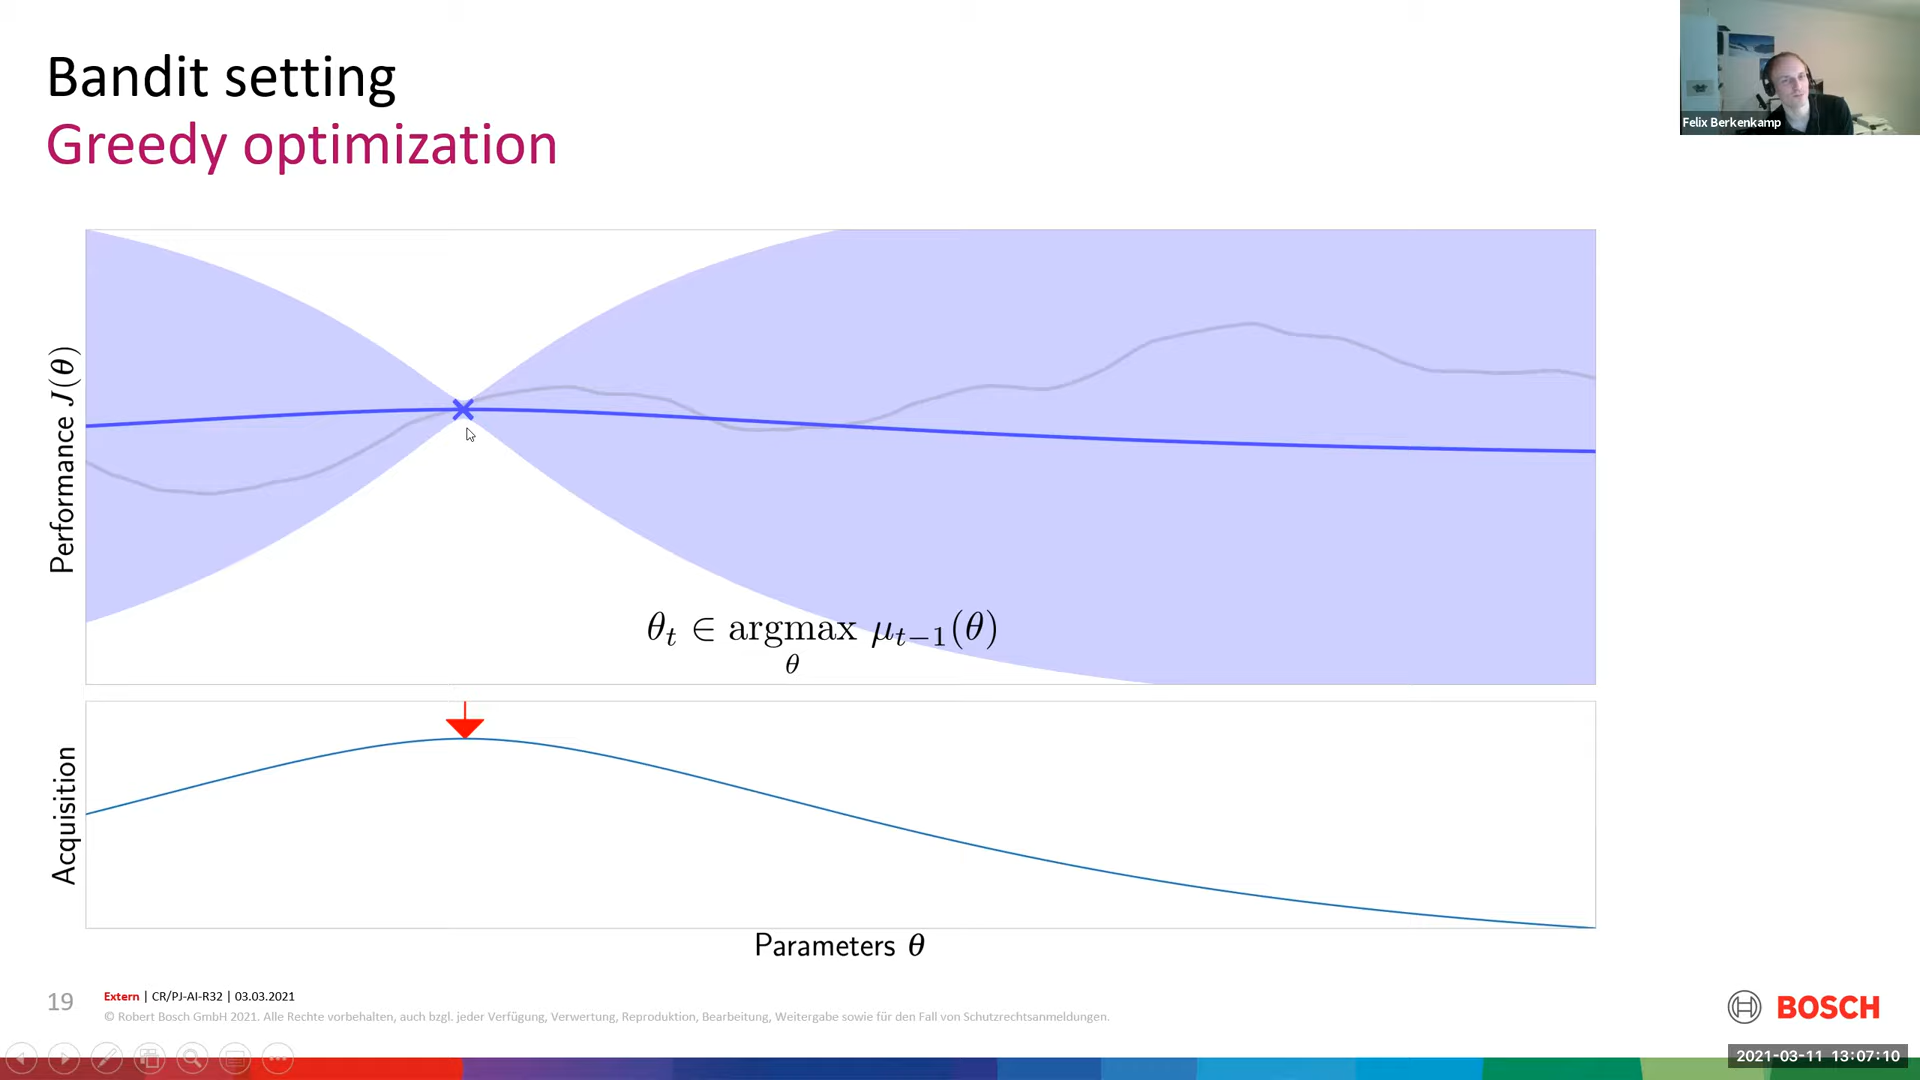 Bandit setting
Greedy optimization
Felix Berkenkamp
Performance J(θ)
θ_t ∈ argmax μ_{t−1}(θ)
θ
Acquisition
Parameters θ
19
Extern | CR/PJ-AI-R32 | 03.03.2021
© Robert Bosch GmbH 2021. Alle Rechte vorbehalten, auch bzgl. jeder Verfügung, Verwertung, Reproduktion, Bearbeitung, Weitergabe sowie für den Fall von Schutzrechtsanmeldungen.
BOSCH
2021-03-11 13:07:10